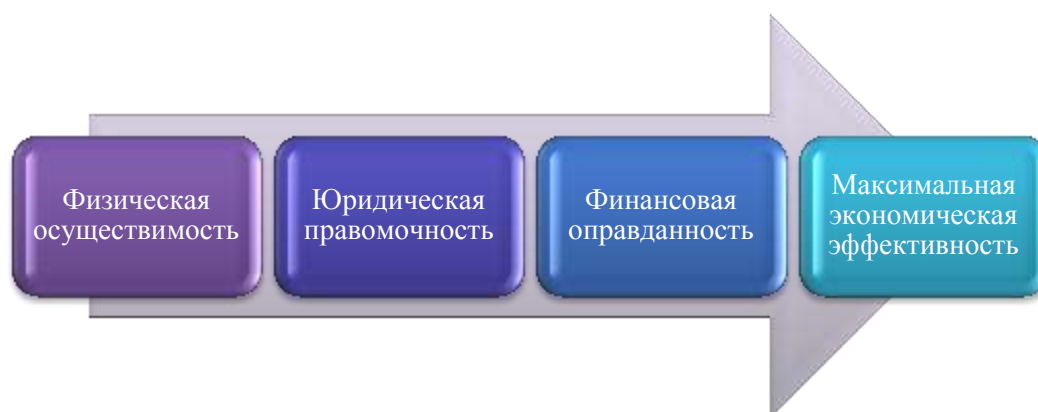 Физическая
осуществимость
Юридическая
правомочность
Финансовая
оправданность
Максимальная
экономическая
эффективность